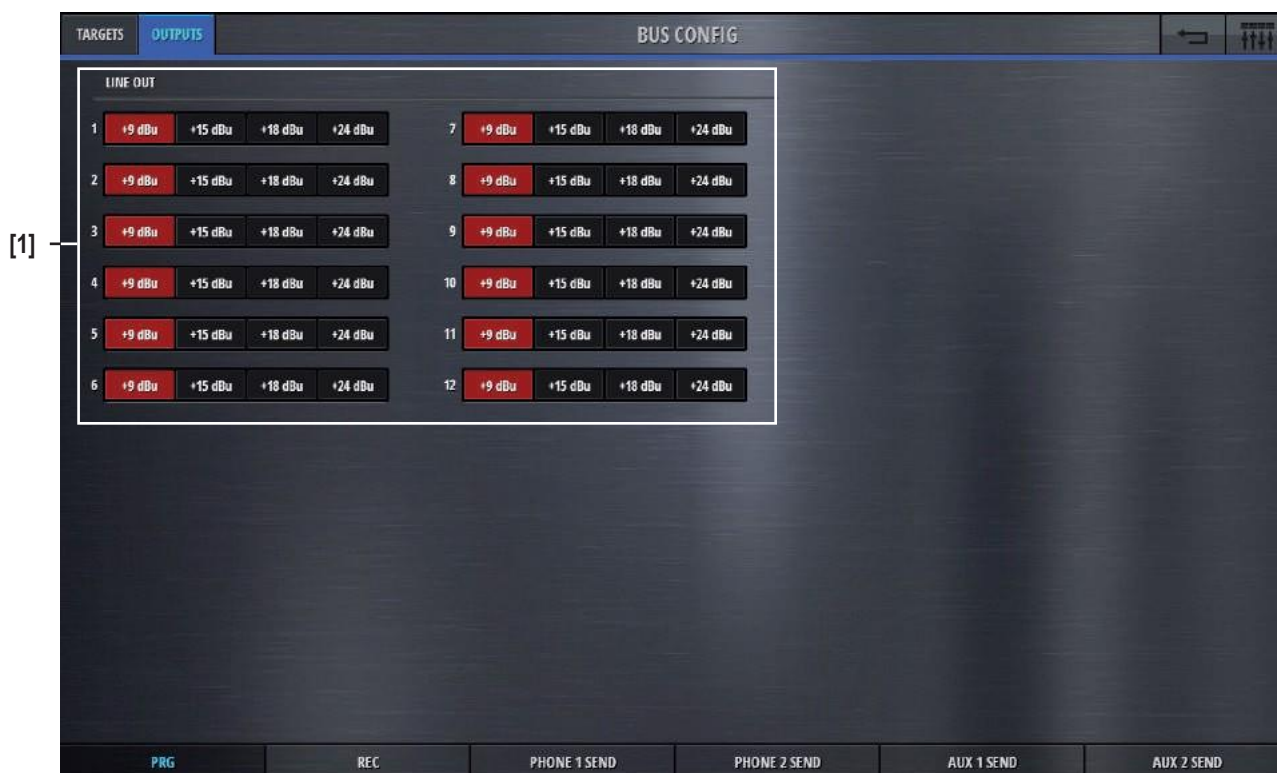 TARGETS OUTPUTS BUS CONFIG
LINE OUT
1 +9 dBu +15 dBu +18 dBu +24 dBu 7 +9 dBu +15 dBu +18 dBu +24 dBu
2 +9 dBu +15 dBu +18 dBu +24 dBu 8 +9 dBu +15 dBu +18 dBu +24 dBu
[1] 3 +9 dBu +15 dBu +18 dBu +24 dBu 9 +9 dBu +15 dBu +18 dBu +24 dBu
4 +9 dBu +15 dBu +18 dBu +24 dBu 10 +9 dBu +15 dBu +18 dBu +24 dBu
5 +9 dBu +15 dBu +18 dBu +24 dBu 11 +9 dBu +15 dBu +18 dBu +24 dBu
6 +9 dBu +15 dBu +18 dBu +24 dBu 12 +9 dBu +15 dBu +18 dBu +24 dBu
PRG REC PHONE 1 SEND PHONE 2 SEND AUX 1 SEND AUX 2 SEND